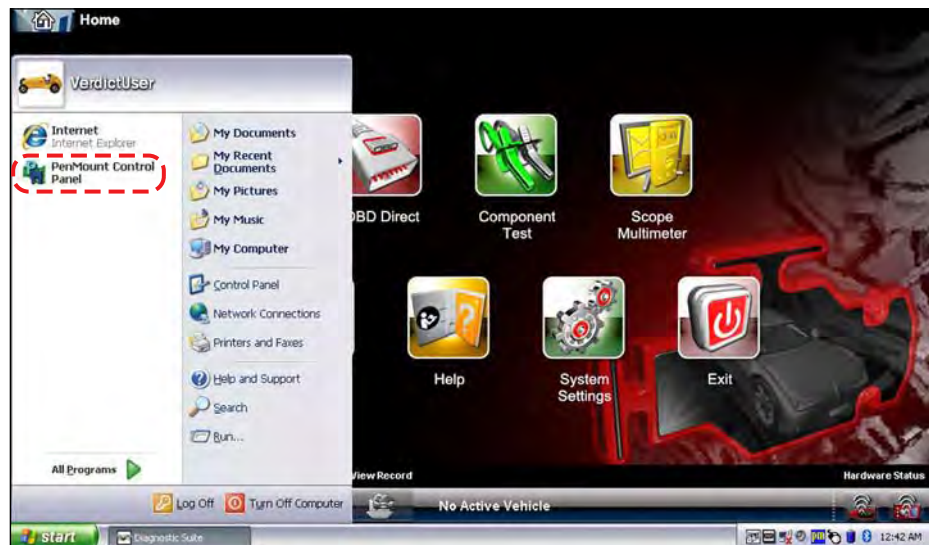 Home
VerdictUser
Internet
Internet Explorer
PenMount Control
Panel
My Documents
My Recent
Documents
My Pictures
My Music
My Computer
Control Panel
Network Connections
Printers and Faxes
Help and Support
Search
Run...
All Programs
Log Off
Turn Off Computer
OBD Direct
Component
Test
Scope
Multimeter
Help
System
Settings
Exit
View Record
Hardware Status
No Active Vehicle
start
Diagnostic Suite
pm
12:42 AM